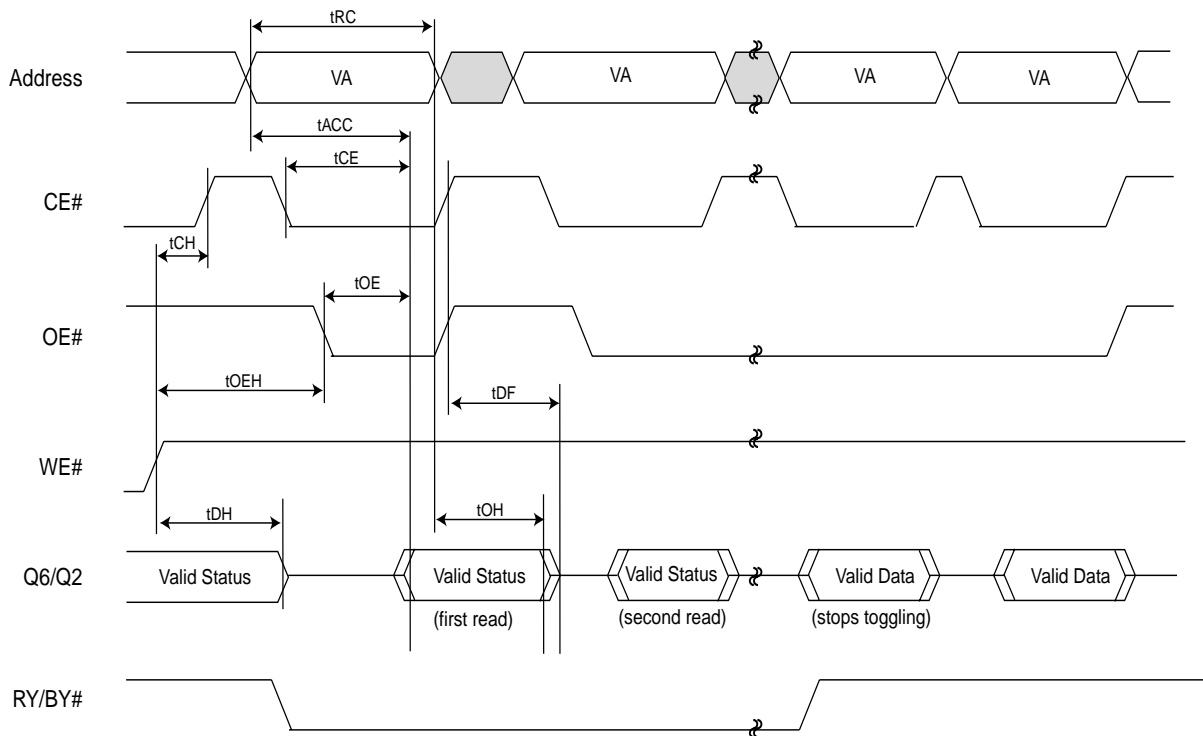 tRC
Address
VA
VA
VA
VA
tACC
tCE
CE#
tCH
tOE
OE#
tOEH
tDF
WE#
tDH
tOH
Q6/Q2
Valid Status
Valid Status
Valid Status
Valid Data
Valid Data
(first read)
(second read)
(stops toggling)
RY/BY#